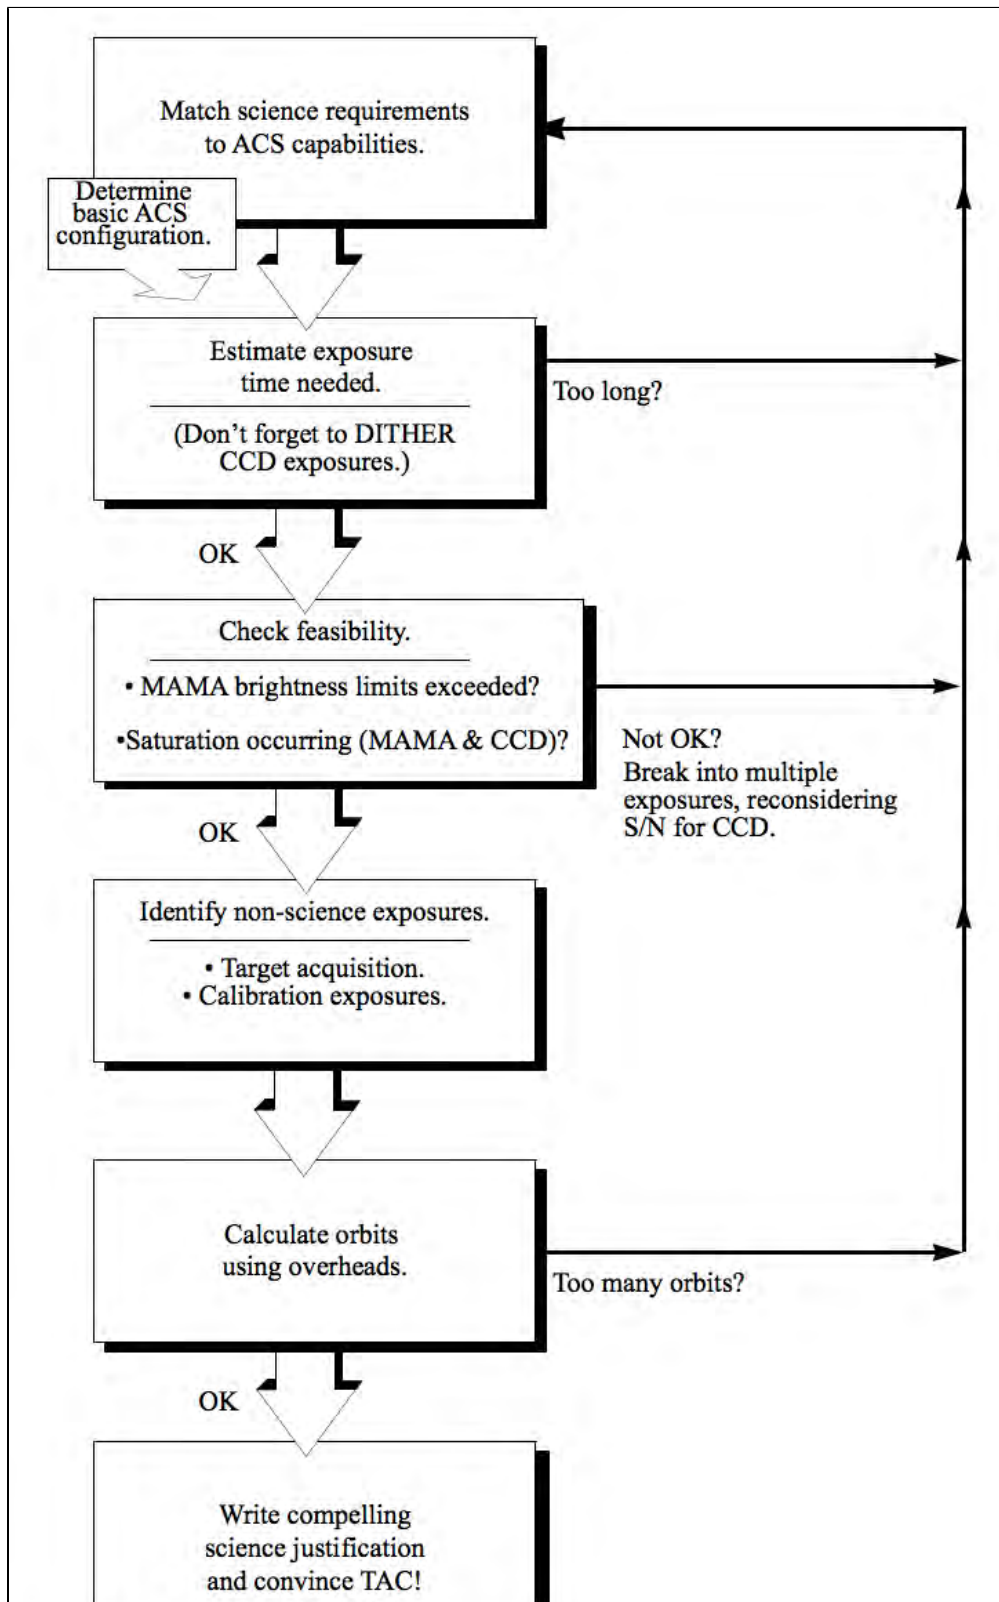 Match science requirements
to ACS capabilities.
Determine
basic ACS
configuration.
Estimate exposure
time needed.
(Don't forget to DITHER
CCD exposures.)
Too long?
OK
Check feasibility.
• MAMA brightness limits exceeded?
•Saturation occurring (MAMA & CCD)?
Not OK?
Break into multiple
exposures, reconsidering
S/N for CCD.
OK
Identify non-science exposures.
• Target acquisition.
• Calibration exposures.
Calculate orbits
using overheads.
Too many orbits?
OK
Write compelling
science justification
and convince TAC!